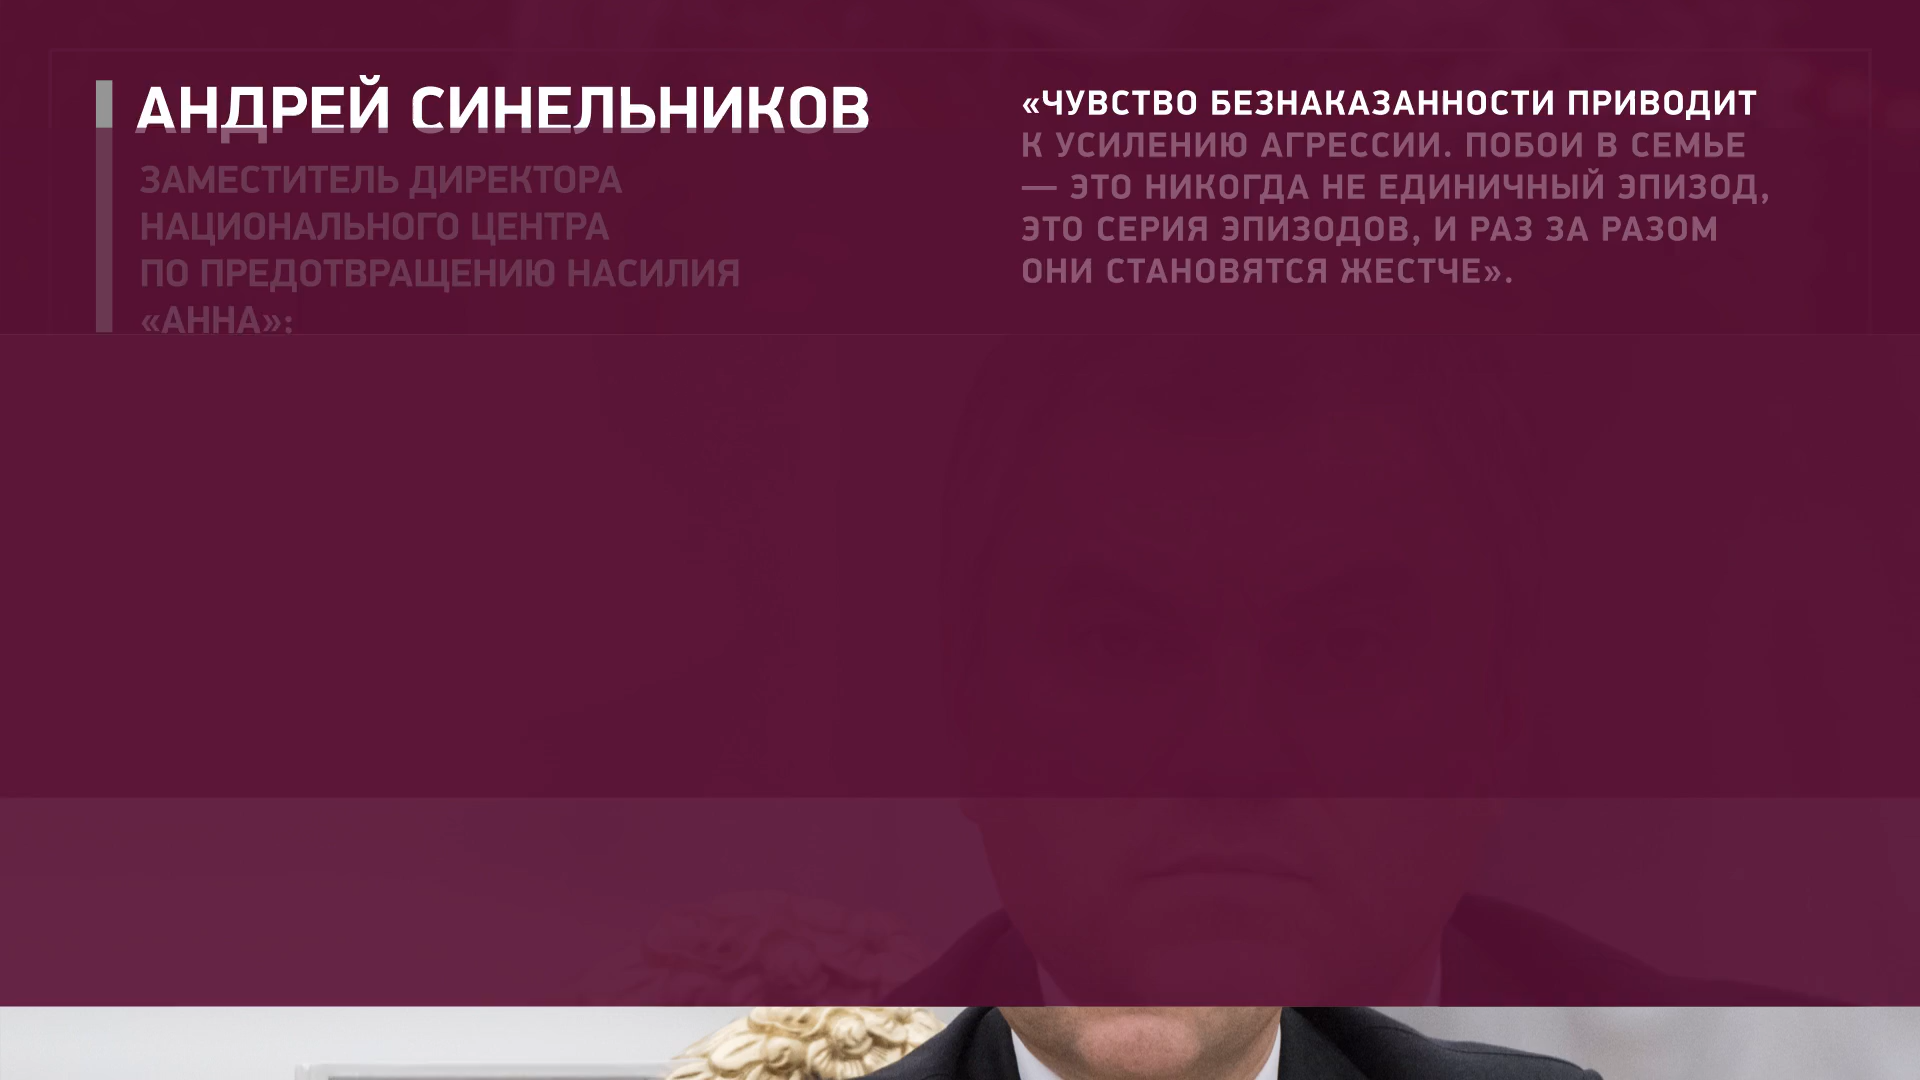 АНДРЕЙ СИНЕЛЬНИКОВ
ЗАМЕСТИТЕЛЬ ДИРЕКТОРА
НАЦИОНАЛЬНОГО ЦЕНТРА
ПО ПРЕДОТВРАЩЕНИЮ НАСИЛИЯ
«АННА»:
«ЧУВСТВО БЕЗНАКАЗАННОСТИ ПРИВОДИТ
К УСИЛЕНИЮ АГРЕССИИ. ПОБОИ В СЕМЬЕ
— ЭТО НИКОГДА НЕ ЕДИНИЧНЫЙ ЭПИЗОД,
ЭТО СЕРИЯ ЭПИЗОДОВ, И РАЗ ЗА РАЗОМ
ОНИ СТАНОВЯТСЯ ЖЕСТЧЕ».